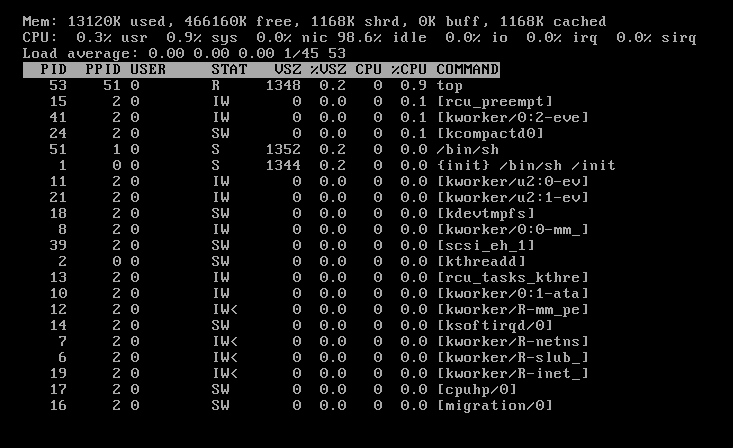 Mem: 13120K used, 466160K free, 1168K shrd, 0K buff, 1168K cached
CPU:  0.3% usr  0.9% sys  0.0% nic 98.6% idle  0.0% io  0.0% irq  0.0% sirq
Load average: 0.00 0.00 0.00 1/45 53
  PID  PPID USER     STAT   VSZ %VSZ CPU %CPU COMMAND
   53    51 0        R     1348  0.2   0  0.9 top
   15     2 0        IW       0  0.0   0  0.1 [rcu_preempt]
   41     2 0        IW       0  0.0   0  0.1 [kworker/0:2-eve]
   24     2 0        SW       0  0.0   0  0.1 [kcompactd0]
   51     1 0        S     1352  0.2   0  0.0 /bin/sh
    1     0 0        S     1344  0.2   0  0.0 {init} /bin/sh /init
   11     2 0        IW       0  0.0   0  0.0 [kworker/u2:0-ev]
   21     2 0        IW       0  0.0   0  0.0 [kworker/u2:1-ev]
   18     2 0        SW       0  0.0   0  0.0 [kdevtmpfs]
    8     2 0        IW       0  0.0   0  0.0 [kworker/0:0-mm_]
   39     2 0        SW       0  0.0   0  0.0 [scsi_eh_1]
    2     0 0        SW       0  0.0   0  0.0 [kthreadd]
   13     2 0        IW       0  0.0   0  0.0 [rcu_tasks_kthre]
   10     2 0        IW       0  0.0   0  0.0 [kworker/0:1-ata]
   12     2 0        IW<      0  0.0   0  0.0 [kworker/R-mm_pe]
   14     2 0        SW       0  0.0   0  0.0 [ksoftirqd/0]
    7     2 0        IW<      0  0.0   0  0.0 [kworker/R-netns]
    6     2 0        IW<      0  0.0   0  0.0 [kworker/R-slub_]
   19     2 0        IW<      0  0.0   0  0.0 [kworker/R-inet_]
   17     2 0        SW       0  0.0   0  0.0 [cpuhp/0]
   16     2 0        SW       0  0.0   0  0.0 [migration/0]